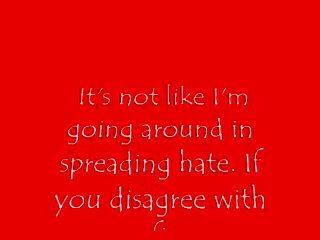 It's not like I'm
going around in
spreading hate. If
you disagree with